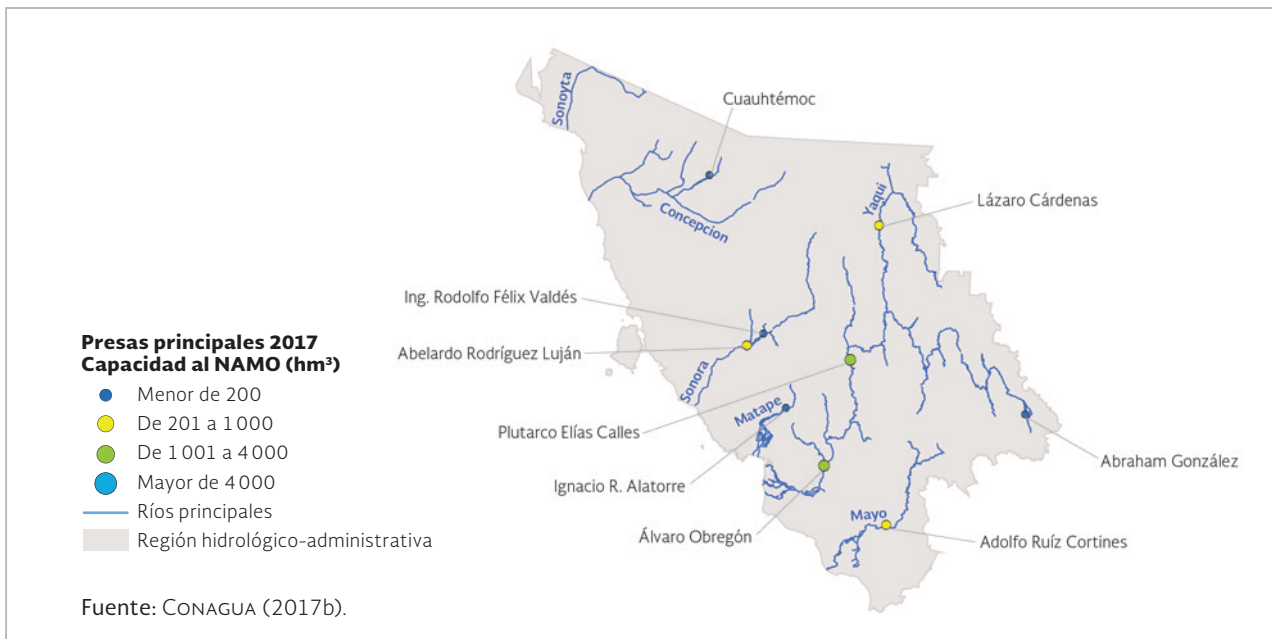 Sonoyta
Cuauhtémoc
Concepcion
Yaqui
Lázaro Cárdenas
Ing. Rodolfo Félix Valdés
Abelardo Rodríguez Luján
Sonora
Matape
Plutarco Elías Calles
Ignacio R. Alatorre
Abraham González
Álvaro Obregón
Mayo
Adolfo Ruíz Cortines
Presas principales 2017
Capacidad al NAMO (hm³)
Menor de 200
De 201 a 1 000
De 1 001 a 4 000
Mayor de 4 000
Ríos principales
Región hidrológico-administrativa
Fuente: CONAGUA (2017b).